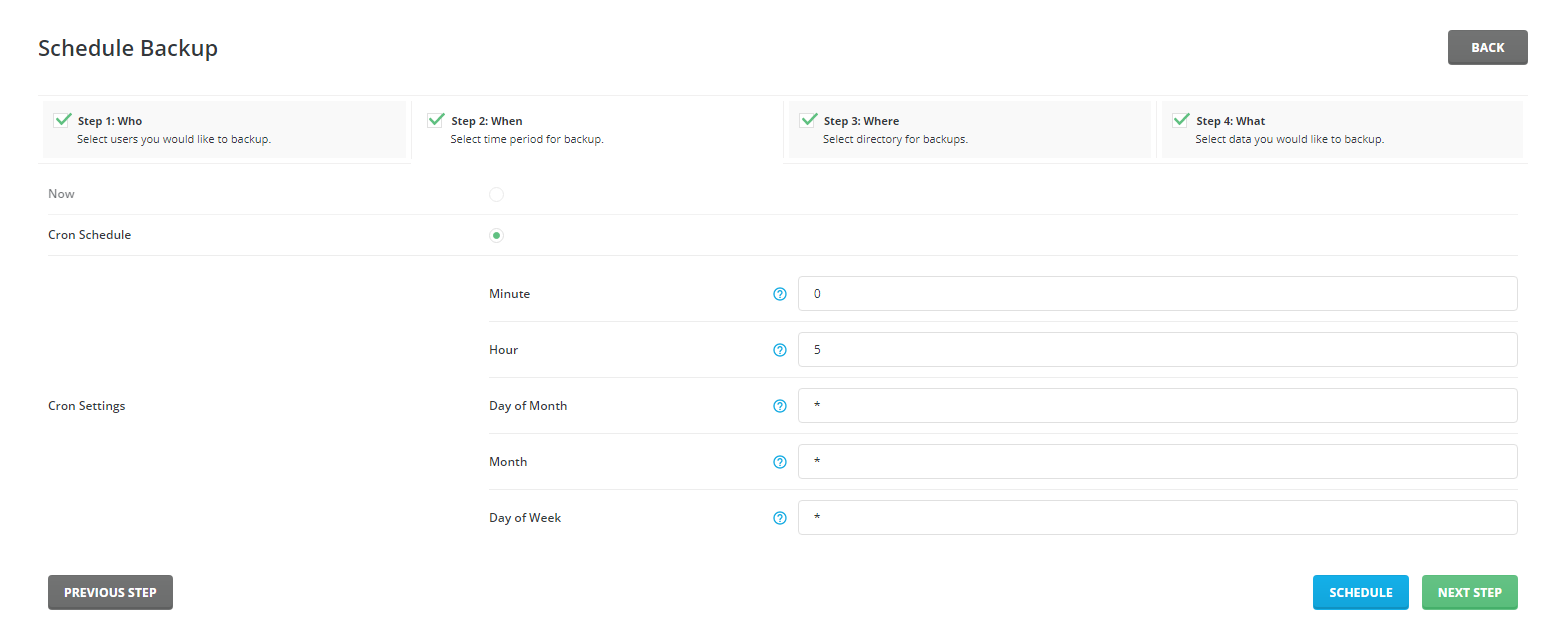 Schedule Backup
BACK
Step 1: Who
Select users you would like to backup.
Step 2: When
Select time period for backup.
Step 3: Where
Select directory for backups.
Step 4: What
Select data you would like to backup.
Now
Cron Schedule
Cron Settings
Minute ? 0
Hour ? 5
Day of Month ? *
Month ? *
Day of Week ? *
PREVIOUS STEP
SCHEDULE
NEXT STEP